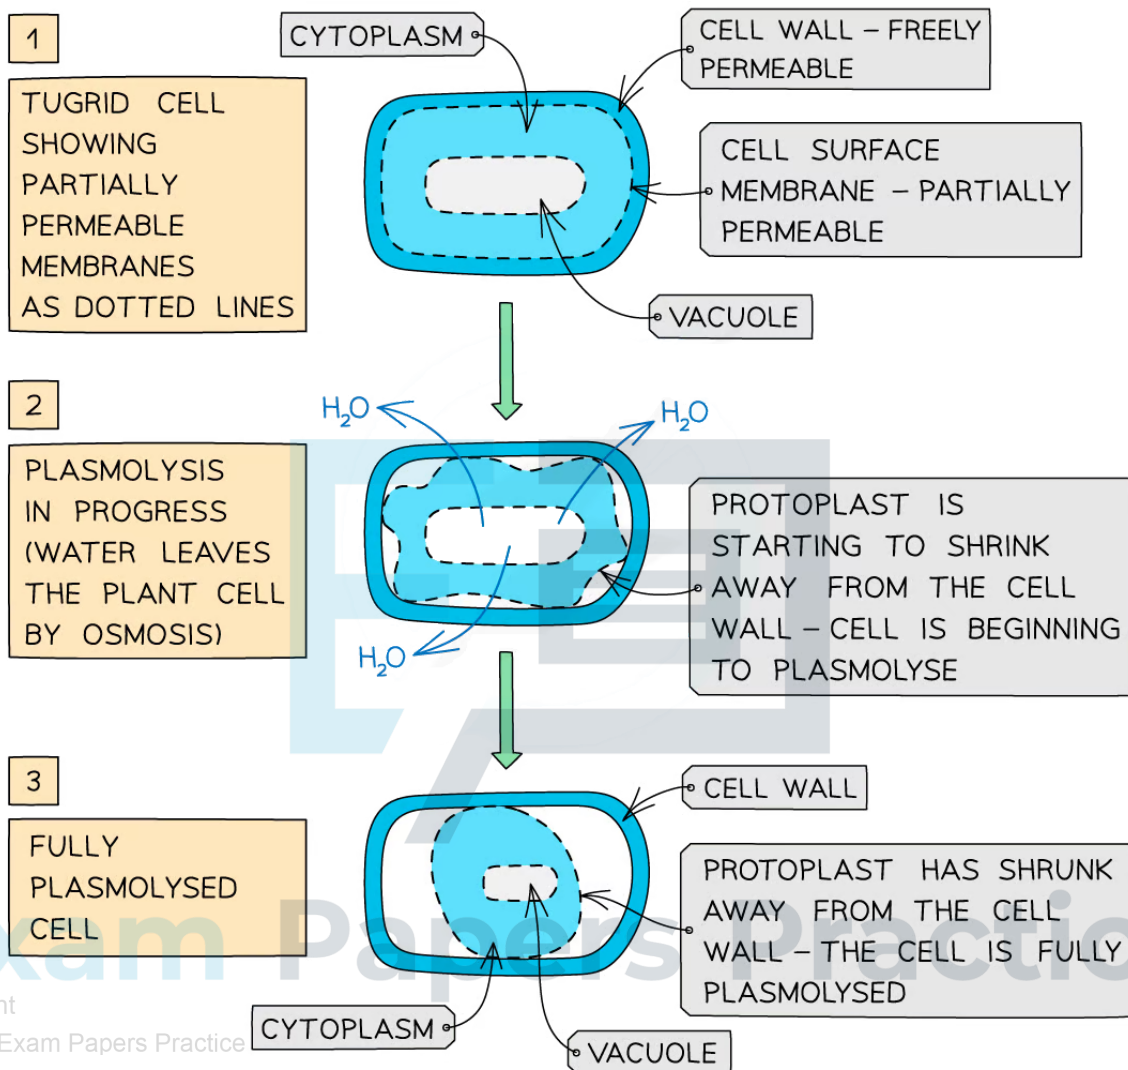 1
TUGRID CELL
SHOWING
PARTIALLY
PERMEABLE
MEMBRANES
AS DOTTED LINES
CYTOPLASM
CELL WALL – FREELY
PERMEABLE
CELL SURFACE
MEMBRANE – PARTIALLY
PERMEABLE
VACUOLE
2
PLASMOLYSIS
IN PROGRESS
(WATER LEAVES
THE PLANT CELL
BY OSMOSIS)
H₂O
H₂O
H₂O
PROTOPLAST IS
STARTING TO SHRINK
AWAY FROM THE CELL
WALL – CELL IS BEGINNING
TO PLASMOLYSE
3
FULLY
PLASMOLYSED
CELL
CELL WALL
PROTOPLAST HAS SHRUNK
AWAY FROM THE CELL
WALL – THE CELL IS FULLY
PLASMOLYSED
CYTOPLASM
VACUOLE
Papers
Exam Papers Practice